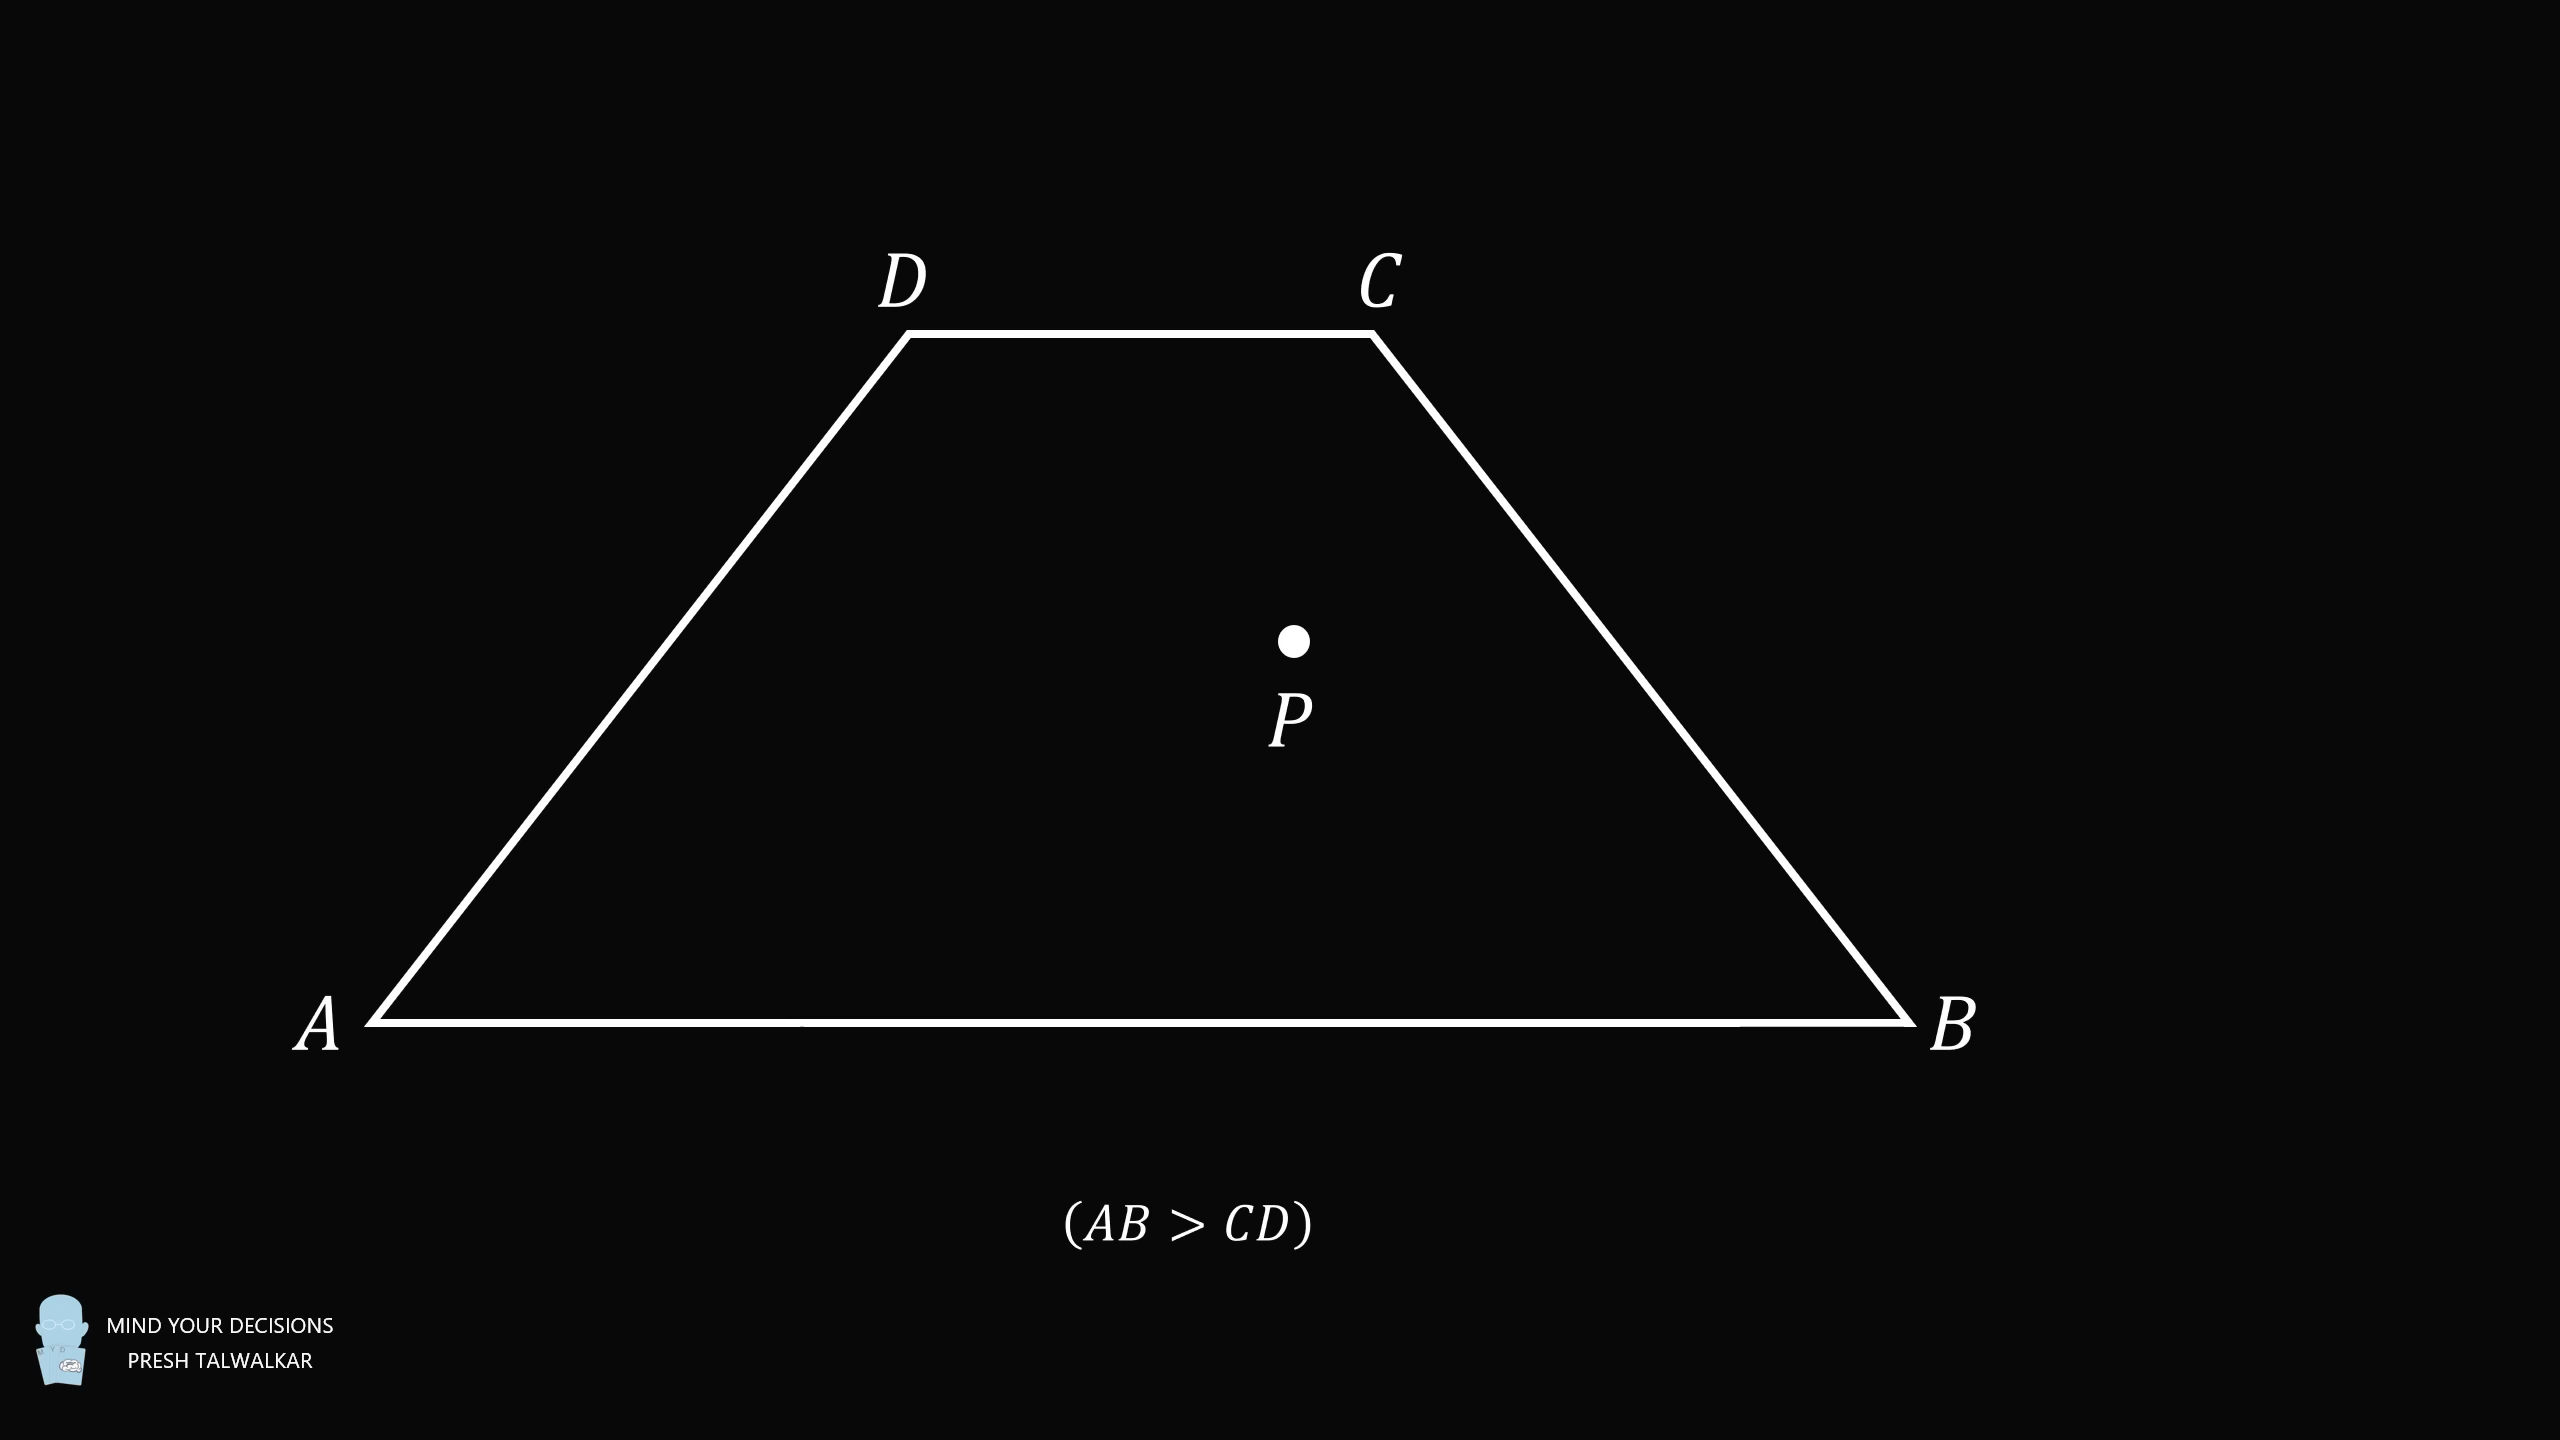 D C
P
A B
(AB > CD)
MIND YOUR DECISIONS
PRESH TALWALKAR